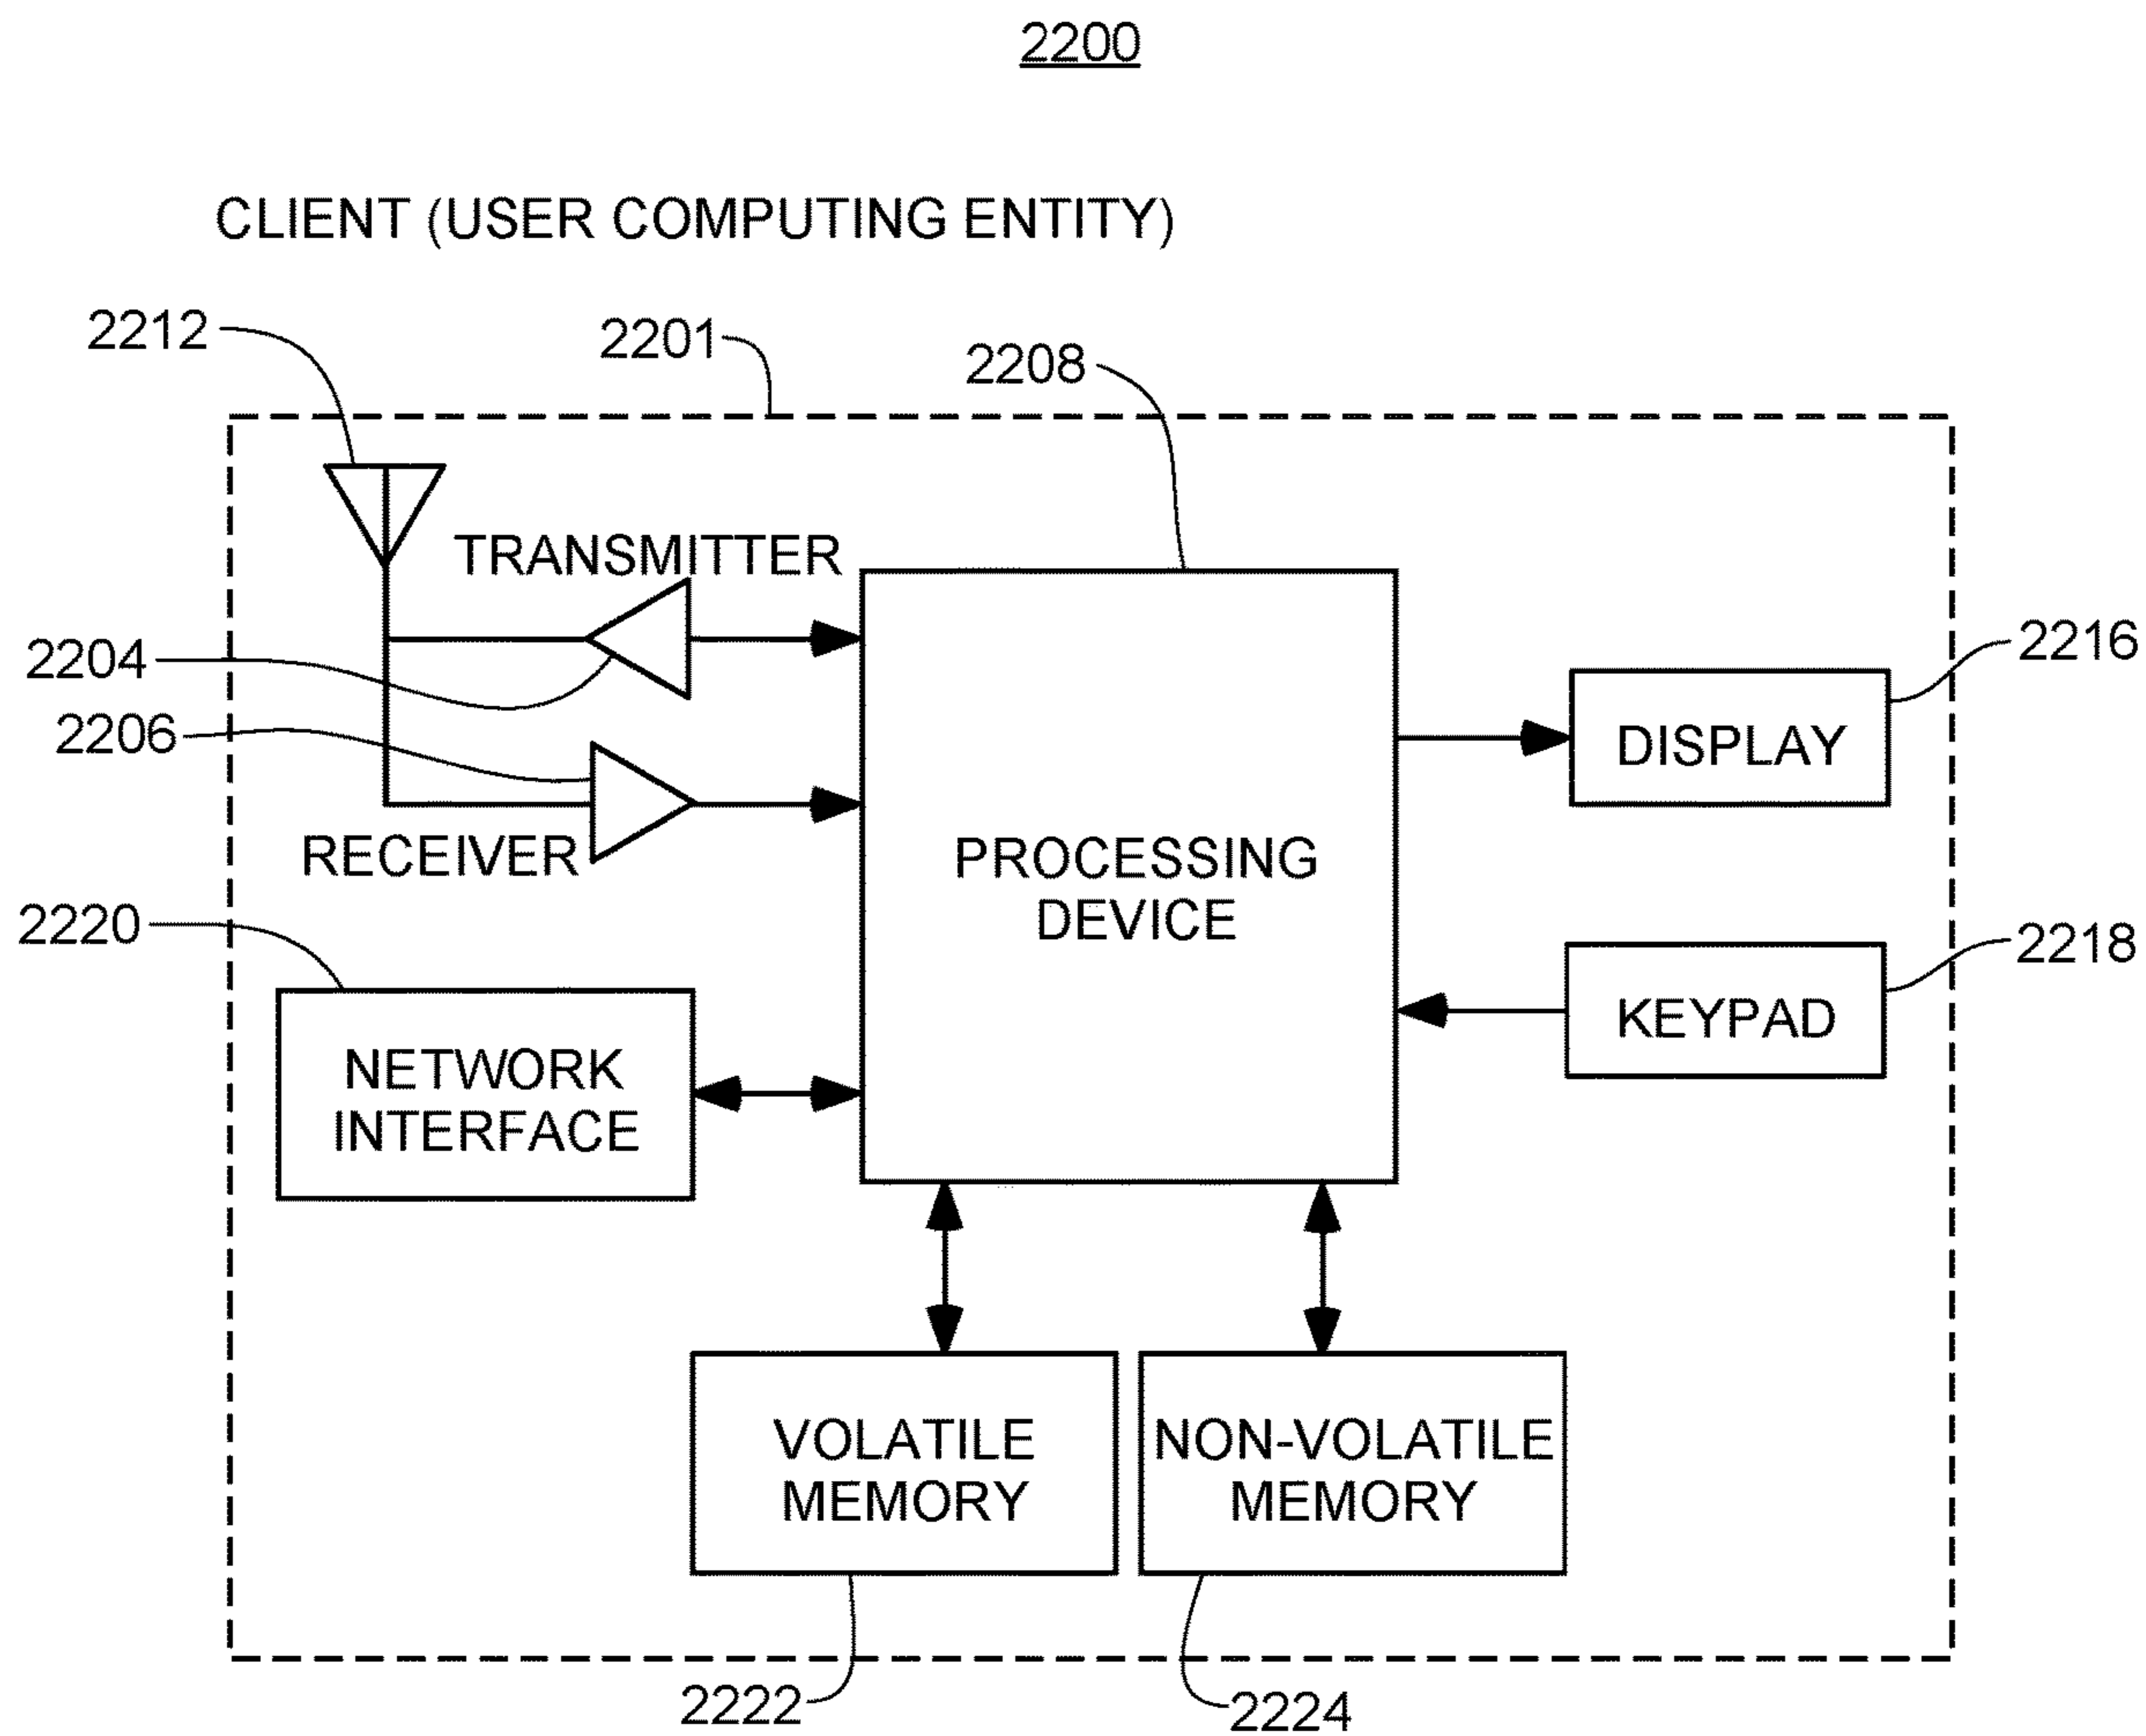 2200
CLIENT (USER COMPUTING ENTITY)
2212
2201
2208
TRANSMITTER
2204
2216
2206
DISPLAY
RECEIVER
PROCESSING
DEVICE
2220
2218
KEYPAD
NETWORK
INTERFACE
VOLATILE
MEMORY
NON-VOLATILE
MEMORY
2222
2224